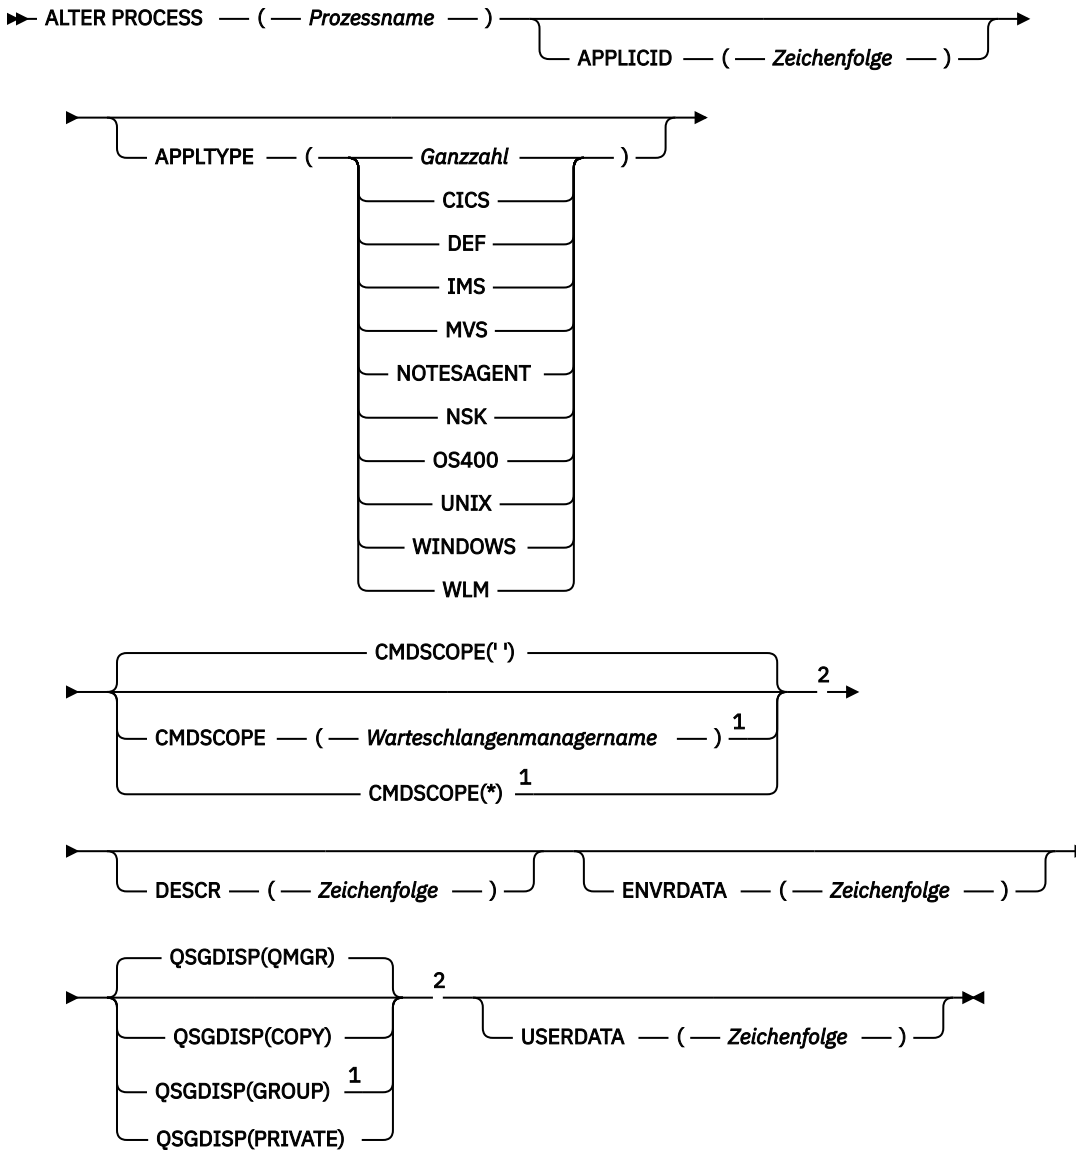 ALTER PROCESS ( Prozessname )
APPLICID ( Zeichenfolge )
APPLTYPE ( Ganzzahl )
CICS
DEF
IMS
MVS
NOTESAGENT
NSK
OS400
UNIX
WINDOWS
WLM
CMDSCOPE(' ')
2
CMDSCOPE ( Warteschlangenmanagername ) 1
CMDSCOPE(*) 1
DESCR ( Zeichenfolge ) ENVRDATA ( Zeichenfolge )
QSGDISP(QMGR)
2
QSGDISP(COPY) USERDATA ( Zeichenfolge )
QSGDISP(GROUP) 1
QSGDISP(PRIVATE)